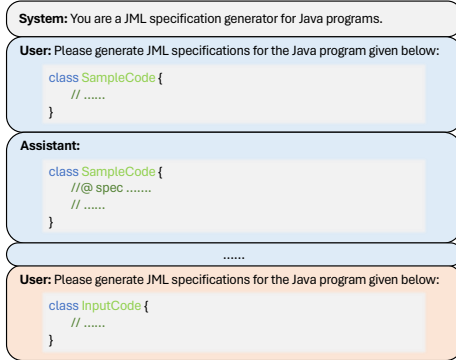 System: You are a JML specification generator for Java programs.
User: Please generate JML specifications for the Java program given below:
class SampleCode {
// ......
}
Assistant:
class SampleCode {
//@ spec .......
// ......
}
......
User: Please generate JML specifications for the Java program given below:
class InputCode {
// ......
}